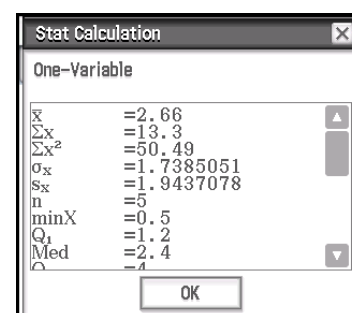 Stat Calculation
One-Variable
x̄ =2.66
Σx =13.3
Σx² =50.49
σx =1.7385051
sx =1.9437078
n =5
minX =0.5
Q₁ =1.2
Med =2.4
OK